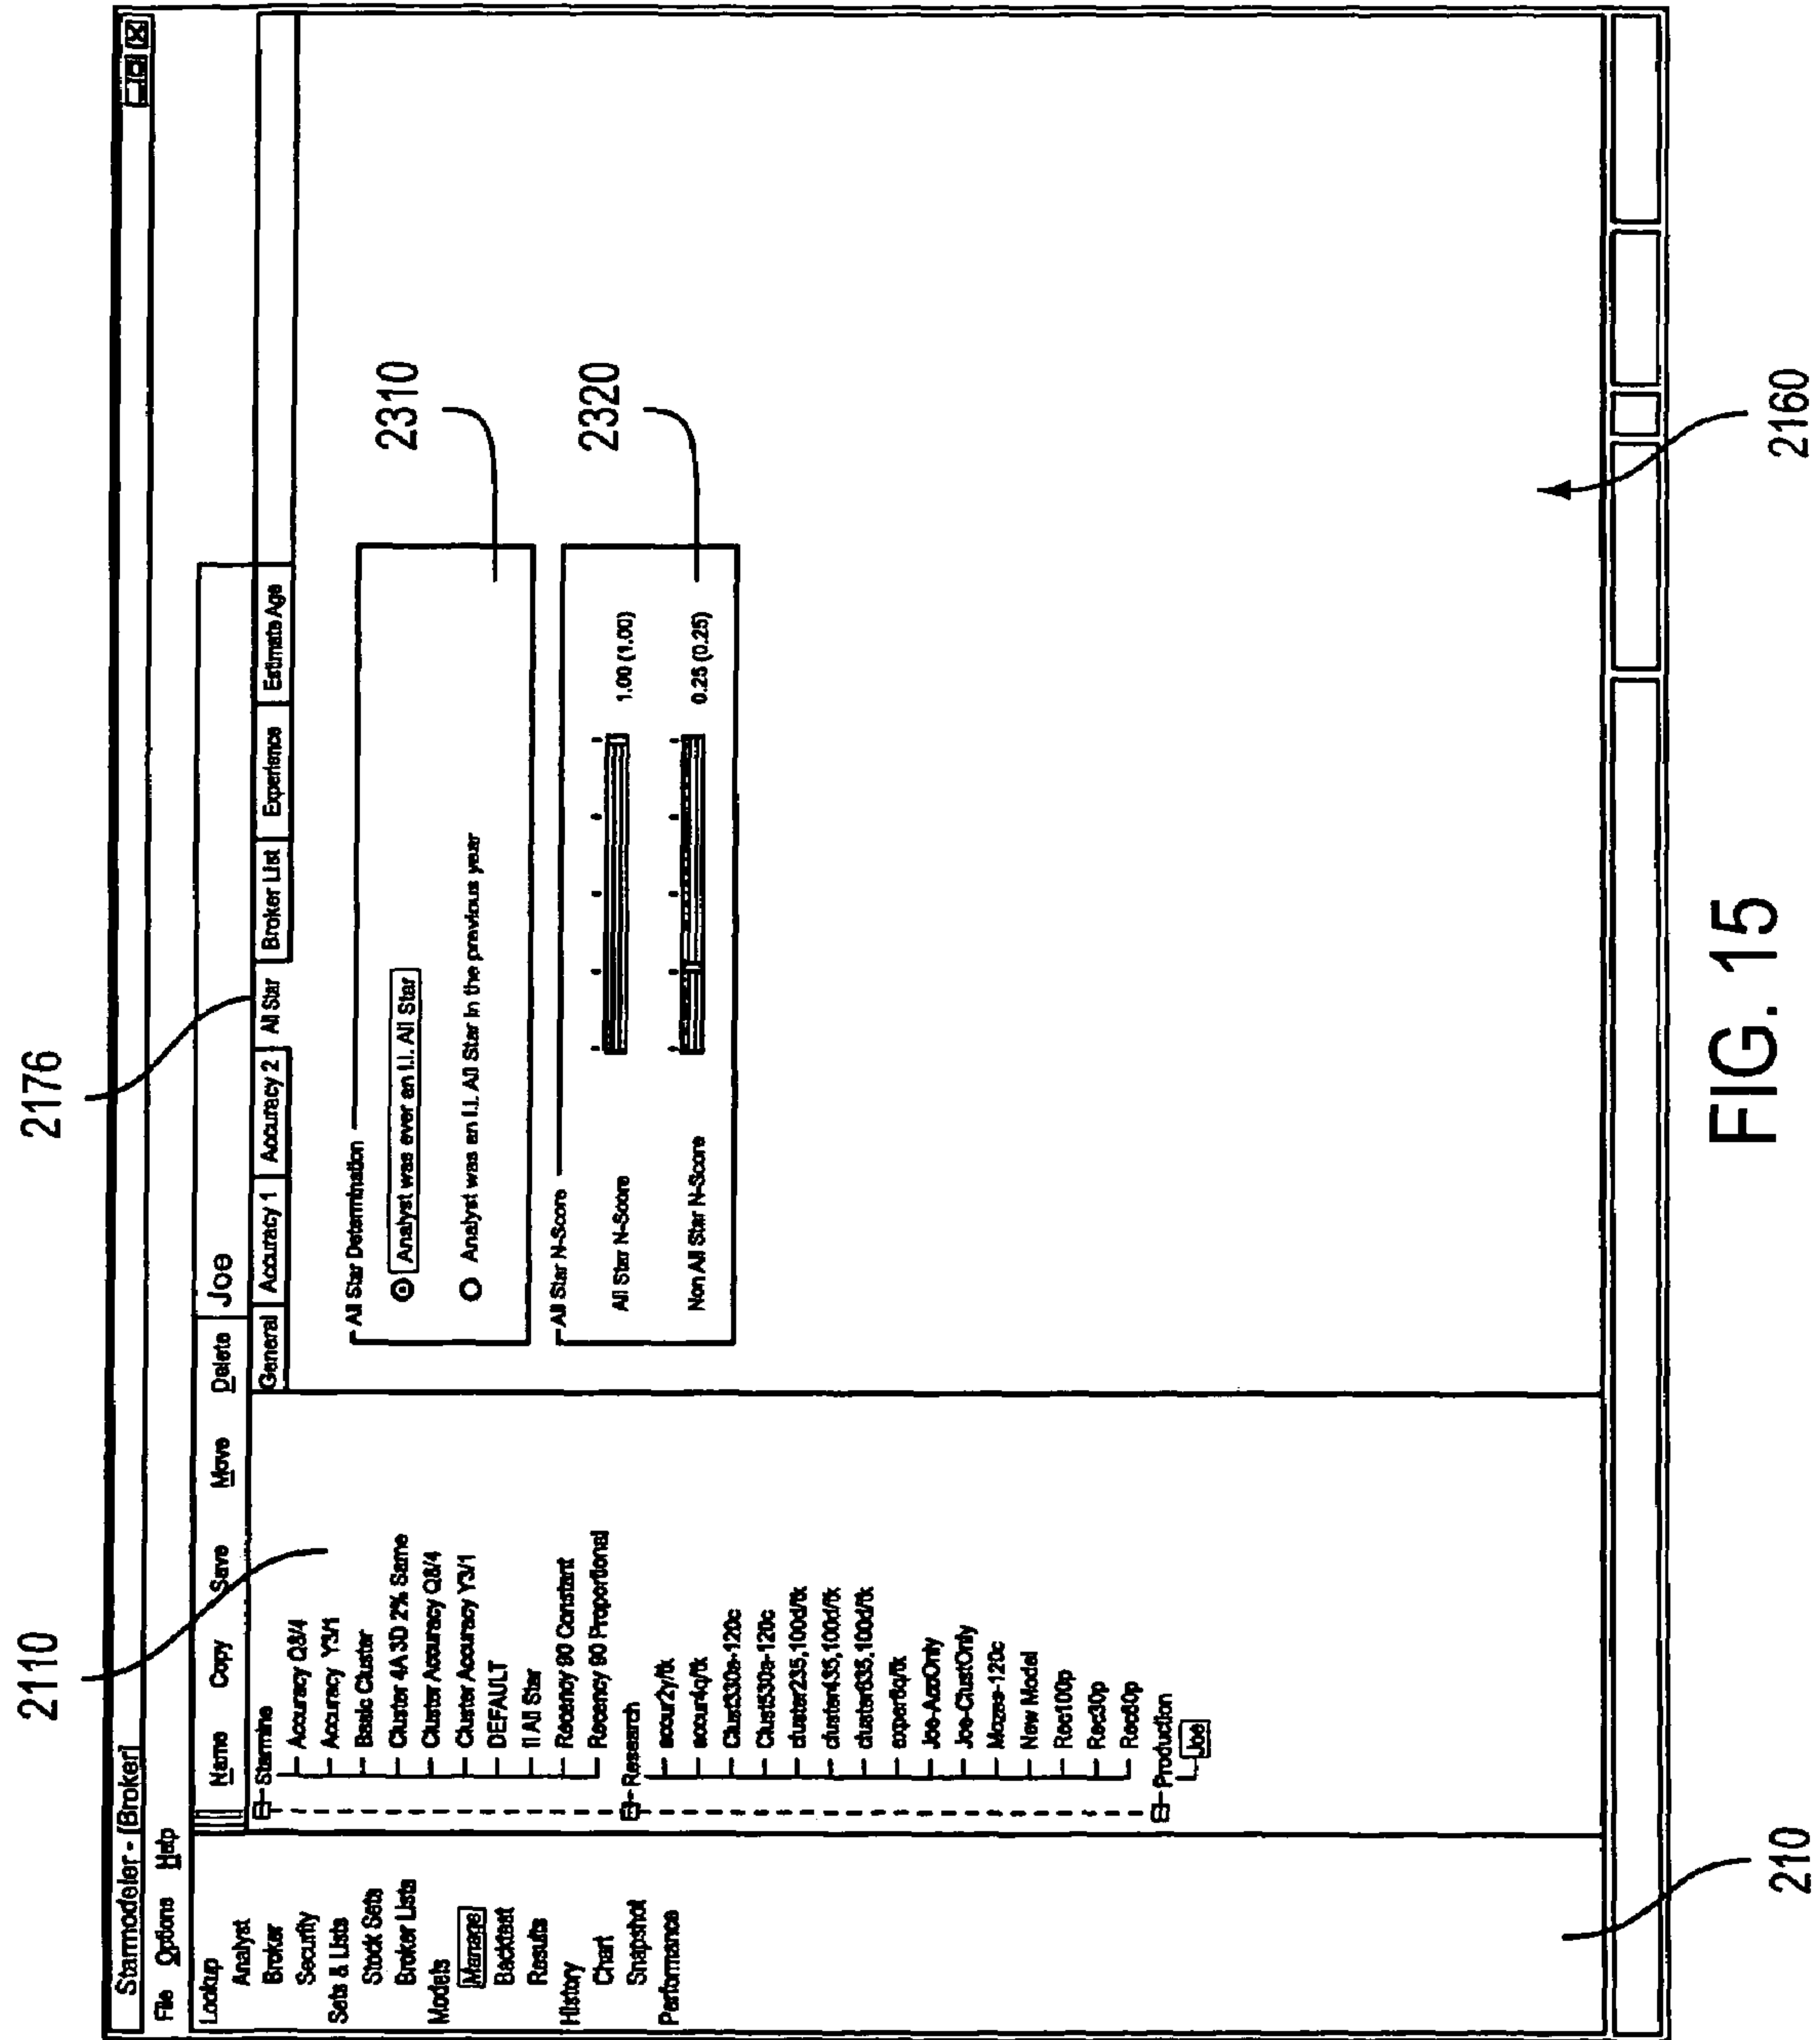 2176
2110
Starmodeler - [Broker]
File Options Help
Lookup
Analyst
Broker
Security
Sets & Lists
Stock Sets
Broker Lists
Models
Manage
Backtest
Results
History
Chart
Snapshot
Performance
Name Copy Save Move Delete Joe
Starmine
Accuracy Q8/4
Accuracy Y3/1
Basic Cluster
Cluster 4A 3D 2% Same
Cluster Accuracy Q8/4
Cluster Accuracy Y3/1
DEFAULT
II All Star
Recency 90 Constant
Recency 90 Proportional
Research
accur2y/tk
accur4q/tk
Clust330a-120c
Clust530a-120c
cluster235,100d/tk
cluster435,100d/tk
cluster635,100d/tk
exper8q/tk
Joe-AccOnly
Joe-ClustOnly
Mozes-120c
New Model
Rec100p
Rec30p
Rec60p
Production
Joe
General Accuracy 1 Accuracy 2 All Star Broker List Experience Estimate Age
All Star Determination
Analyst was ever an I.I. All Star
Analyst was an I.I. All Star in the previous year
2310
All Star N-Score
All Star N-Score 1.00 (1.00)
Non All Star N-Score 0.25 (0.25)
2320
210
2160
FIG. 15